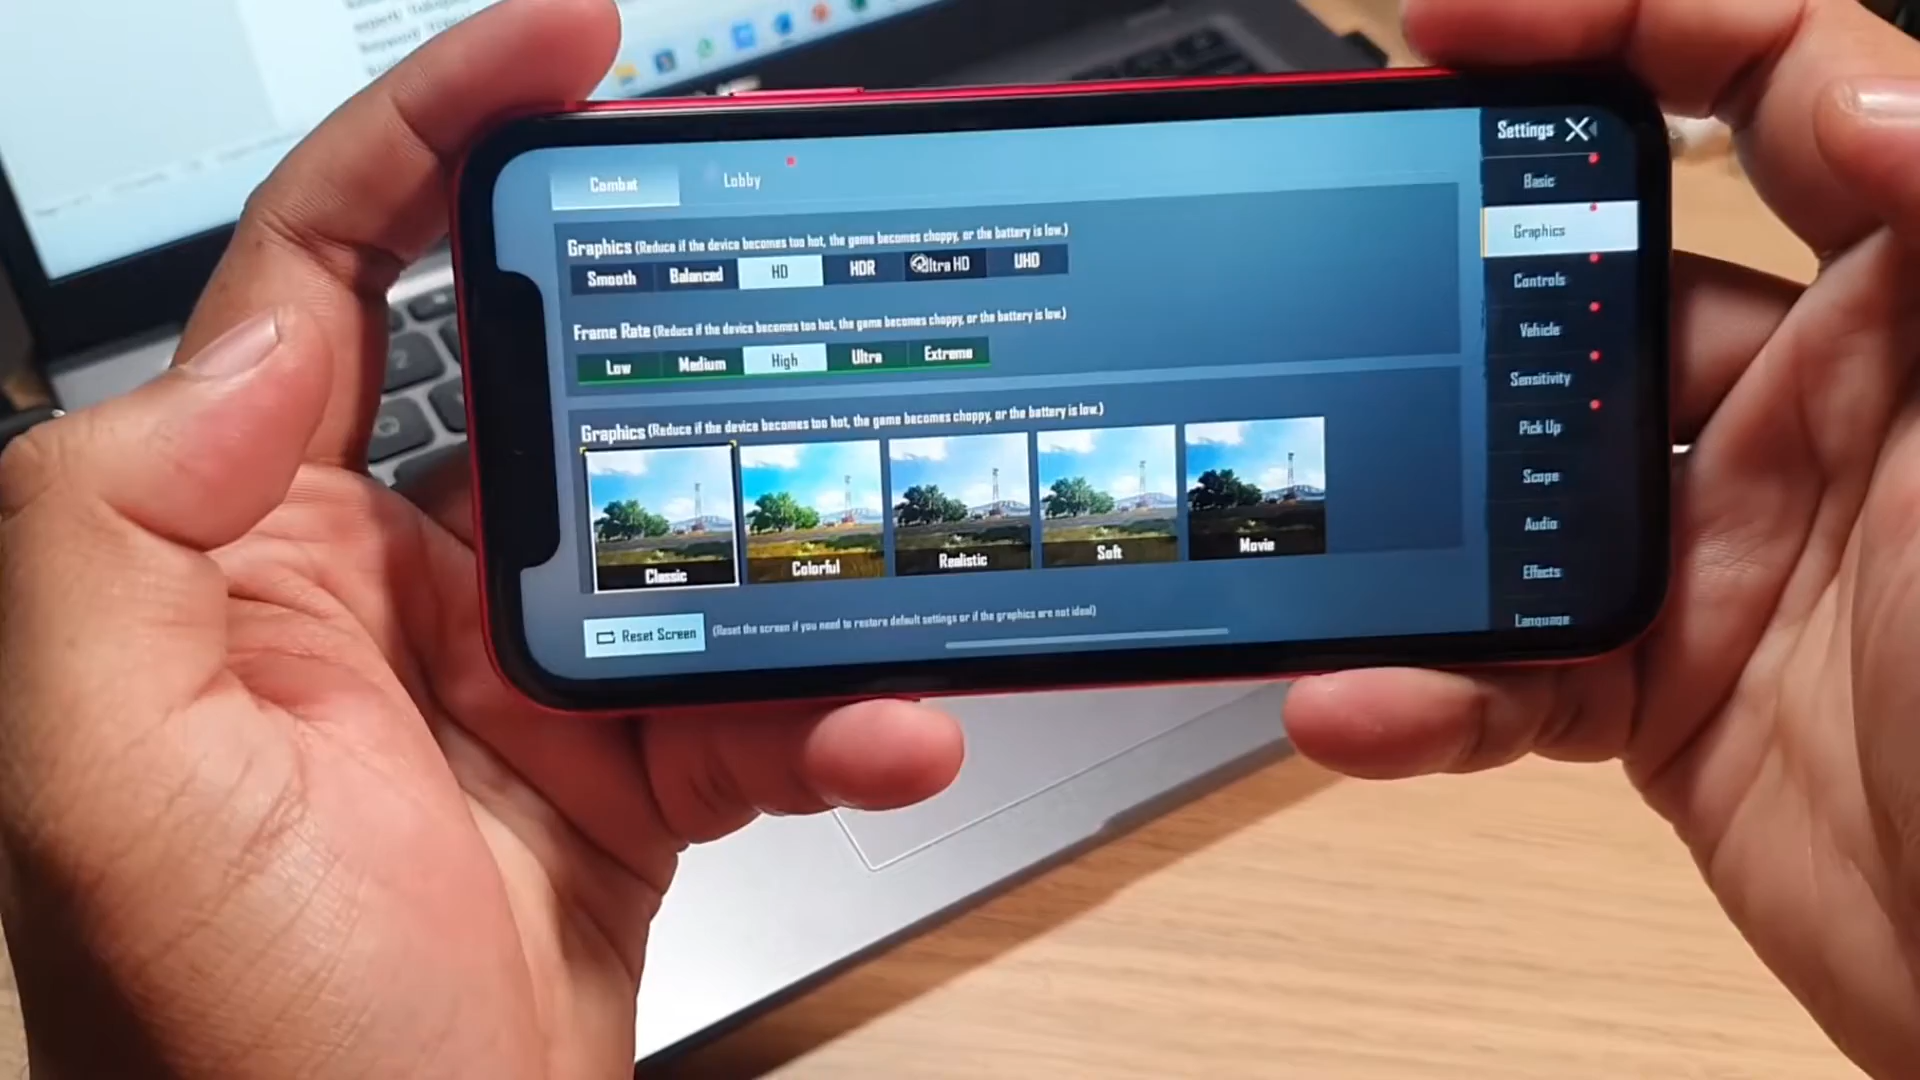 Settings
Combat Lobby
Basic
Graphics
Graphics (Reduce if the device becomes too hot, the game becomes choppy, or the battery is low.)
Smooth Balanced HD HDR Ultra HD UHD
Controls
Frame Rate (Reduce if the device becomes too hot, the game becomes choppy, or the battery is low.)
Vehicle
Low Medium High Ultra Extreme
Sensitivity
Graphics (Reduce if the device becomes too hot, the game becomes choppy, or the battery is low.)
Pick Up
Scope
Audio
Classic Colorful Realistic Soft Movie
Effects
Reset Screen (Reset the screen if you need to restore default settings or if the graphics are not ideal)
Language